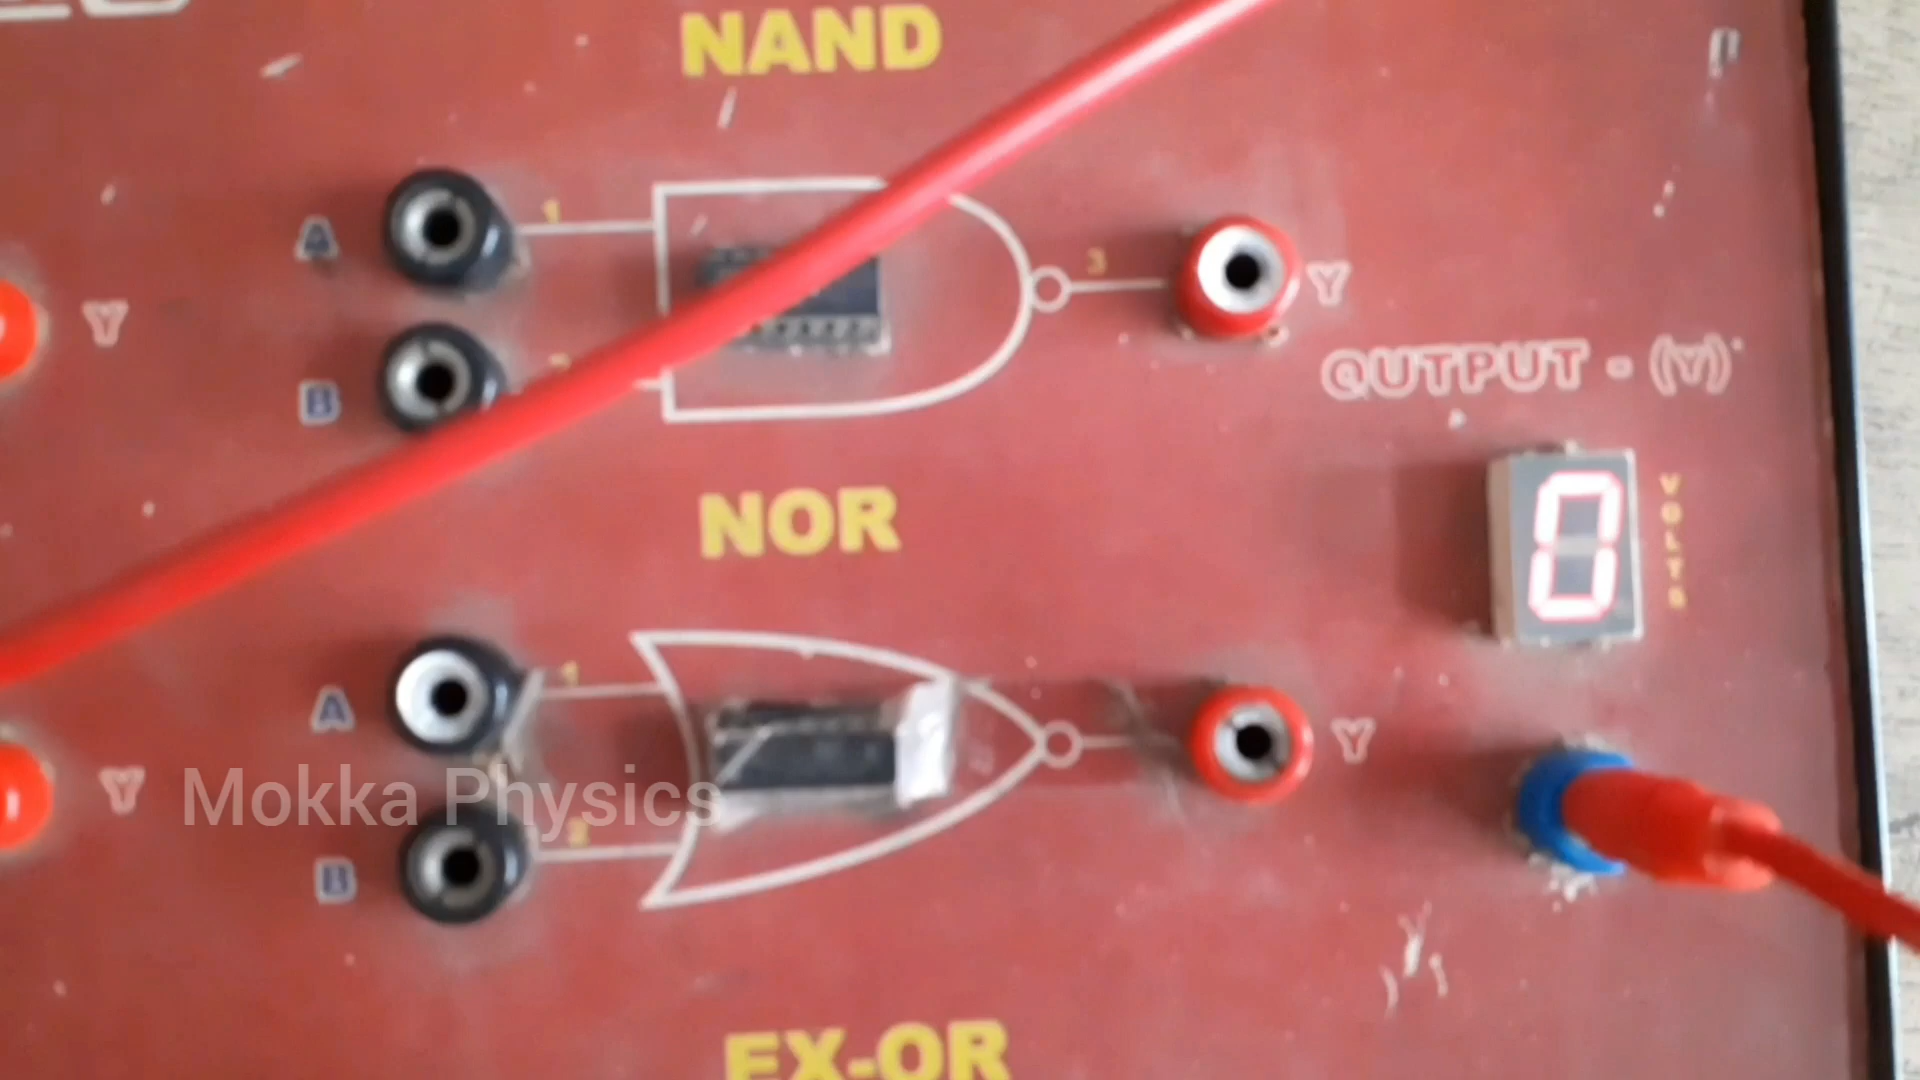 NAND
A
1
3
Y
Y
B
OUTPUT - (Y)
NOR
0
VOLTS
A
1
Y
Y
Mokka Physics
B
2
EX-OR